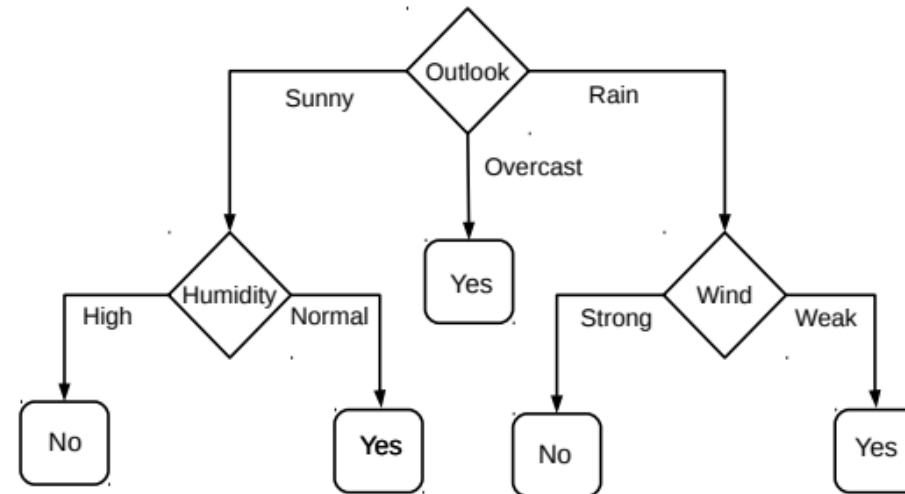 Outlook
Sunny
Rain
Overcast
Yes
Humidity
Wind
High
Normal
Strong
Weak
No
Yes
No
Yes